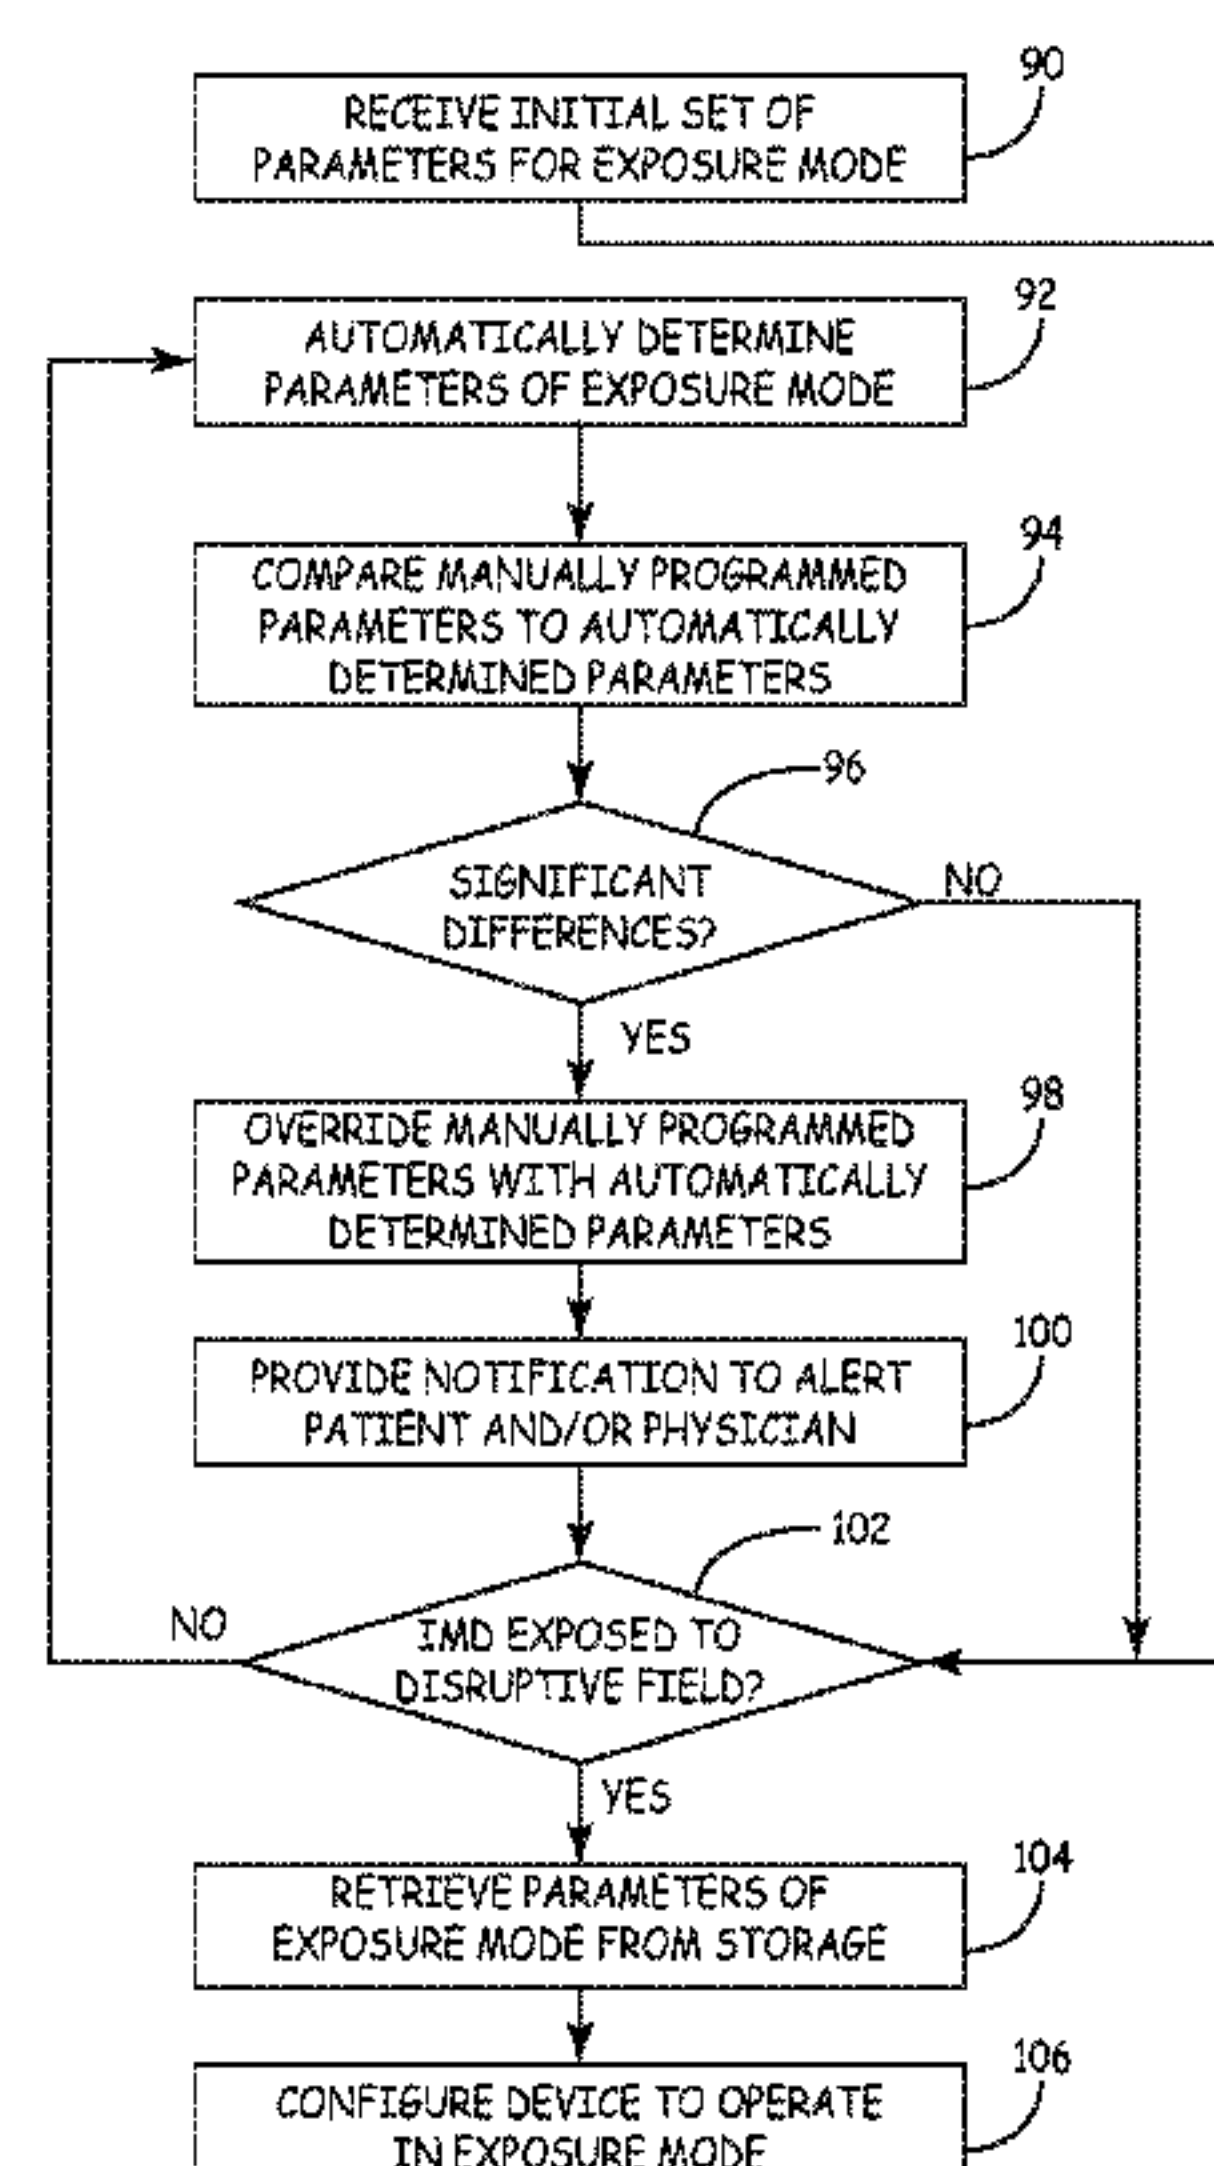 90
RECEIVE INITIAL SET OF
PARAMETERS FOR EXPOSURE MODE
92
AUTOMATICALLY DETERMINE
PARAMETERS OF EXPOSURE MODE
94
COMPARE MANUALLY PROGRAMMED
PARAMETERS TO AUTOMATICALLY
DETERMINED PARAMETERS
96
SIGNIFICANT
DIFFERENCES?
NO
YES
98
OVERRIDE MANUALLY PROGRAMMED
PARAMETERS WITH AUTOMATICALLY
DETERMINED PARAMETERS
100
PROVIDE NOTIFICATION TO ALERT
PATIENT AND/OR PHYSICIAN
102
NO
IMD EXPOSED TO
DISRUPTIVE FIELD?
YES
104
RETRIEVE PARAMETERS OF
EXPOSURE MODE FROM STORAGE
106
CONFIGURE DEVICE TO OPERATE
IN EXPOSURE MODE